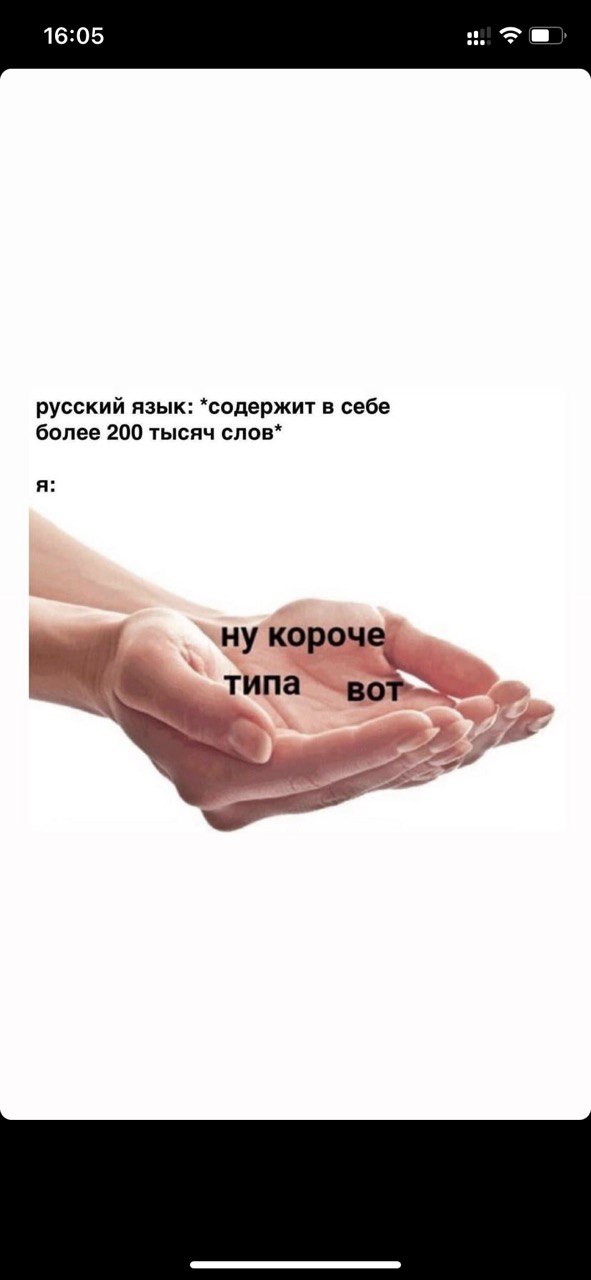 16:05
русский язык: *содержит в себе
более 200 тысяч слов*
я:
ну короче
типа вот